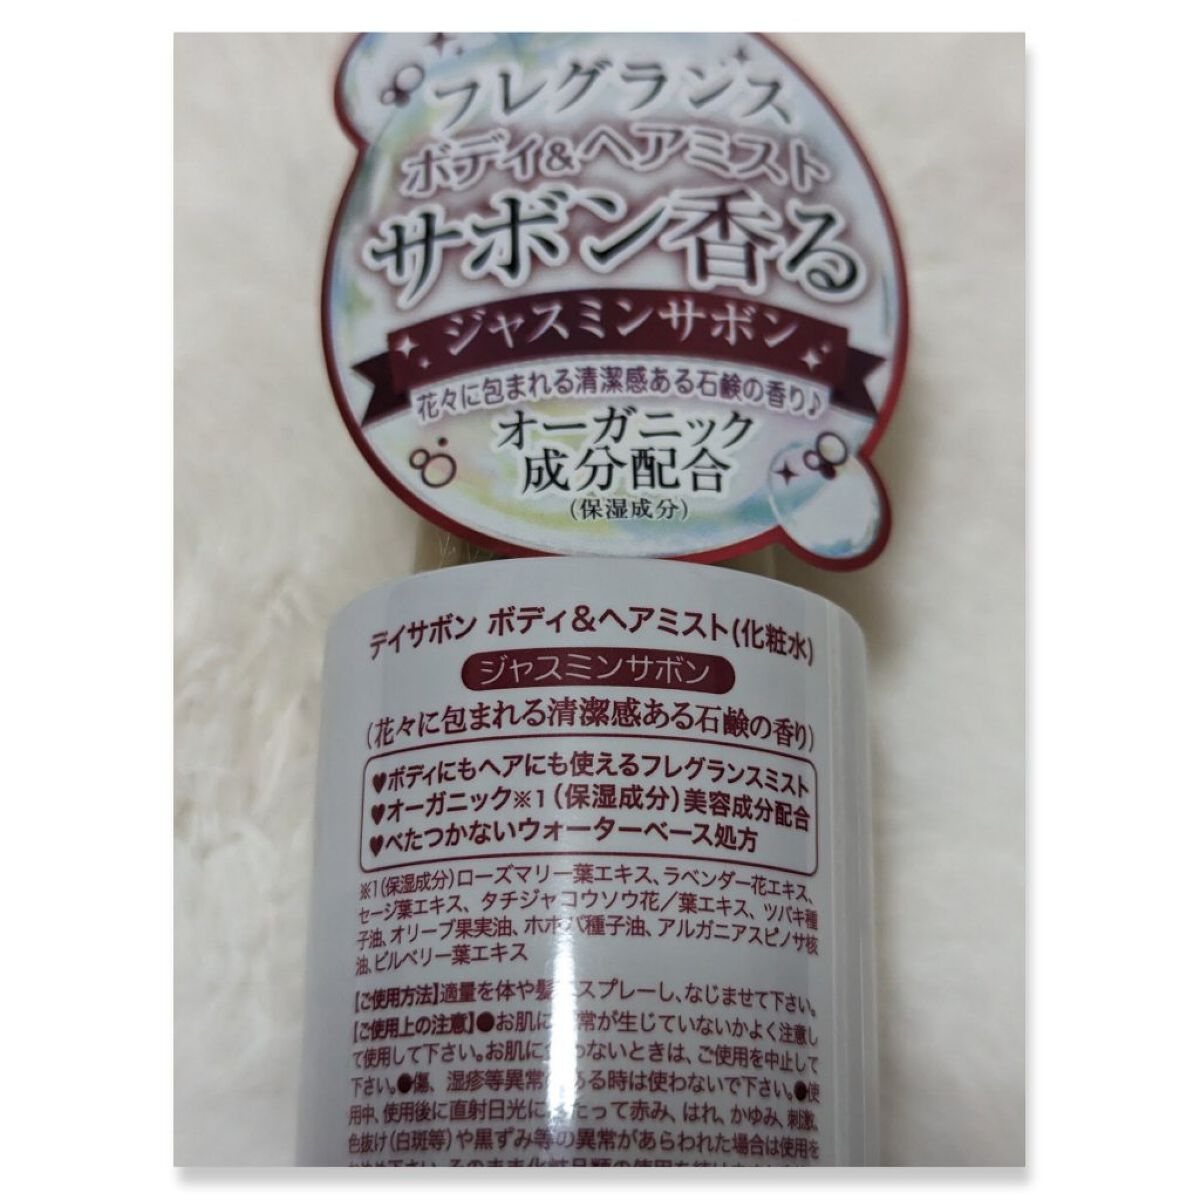 フレグランス
ボディ&ヘアミスト
サボン香る
ジャスミンサボン
花々に包まれる清潔感ある石鹸の香り♪
オーガニック
成分配合
(保湿成分)
デイサボン ボディ&ヘアミスト(化粧水)
ジャスミンサボン
(花々に包まれる清潔感ある石鹸の香り)
♥ボディにもヘアにも使えるフレグランスミスト
♥オーガニック※1(保湿成分)美容成分配合
♥べたつかないウォーターベース処方
※1(保湿成分)ローズマリー葉エキス、ラベンダー花エキス、
セージ葉エキス、タチジャコウソウ花/葉エキス、ツバキ種
子油、オリーブ果実油、ホホバ種子油、アルガニアスピノサ核
油、ビルベリー葉エキス
【ご使用方法】適量を体や髪 スプレーし、なじませて下さい。
【ご使用上の注意】●お肌に 常が生じていないかよく注意し
て使用して下さい。お肌に わないときは、ご使用を中止して
下さい。●傷、湿疹等異常 ある時は使わないで下さい。●使
用中、使用後に直射日光に たって赤み、はれ、かゆみ、刺激、
色抜け(白斑等)や黒ずみ等の異常があらわれた場合は使用を